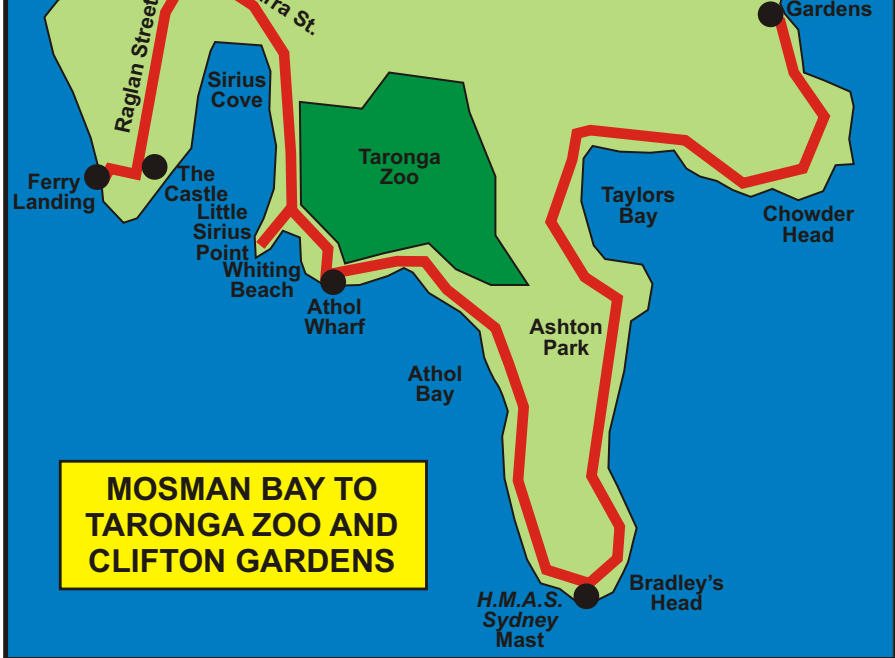 Gardens
Raglan Street
St.
Sirius
Cove
Taronga
Zoo
Ferry
Landing
The
Castle
Little
Sirius
Point
Whiting
Beach
Athol
Wharf
Taylors
Bay
Chowder
Head
Ashton
Park
Athol
Bay
MOSMAN BAY TO
TARONGA ZOO AND
CLIFTON GARDENS
H.M.A.S.
Sydney
Mast
Bradley's
Head